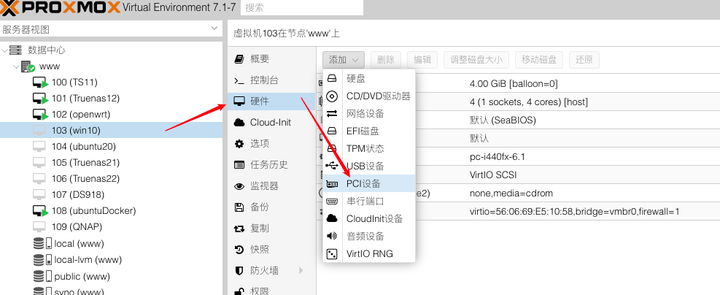 PROXMOX Virtual Environment 7.1-7 搜索
服务器视图
数据中心
www
100 (TS11)
101 (Truenas12)
102 (openwrt)
103 (win10)
104 (ubuntu20)
105 (Truenas21)
106 (Truenas22)
107 (DS918)
108 (ubuntuDocker)
109 (QNAP)
local (www)
local-lvm (www)
public (www)
syno (www)
虚拟机103在节点'www'上
概要
控制台
硬件
Cloud-Init
选项
任务历史
监视器
备份
复制
快照
防火墙
权限
添加 删除 编辑 调整磁盘大小 移动磁盘 还原
硬盘
CD/DVD驱动器
网络设备
EFI磁盘
TPM状态
USB设备
PCI设备
串行端口
CloudInit设备
音频设备
VirtIO RNG
4.00 GiB [balloon=0]
4 (1 sockets, 4 cores) [host]
默认 (SeaBIOS)
默认
pc-i440fx-6.1
VirtIO SCSI
e2) none,media=cdrom
virtio=56:06:69:E5:10:58,bridge=vmbr0,firewall=1